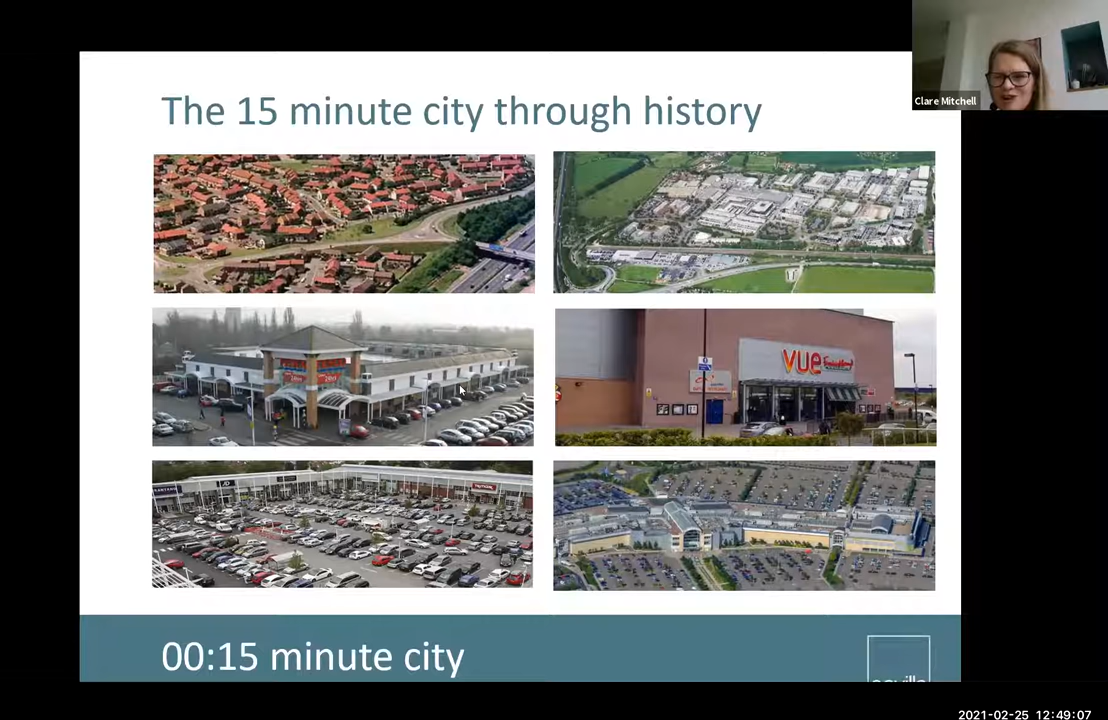 The 15 minute city through history
Clare Mitchell
VUE
JD
00:15 minute city
2021-02-25 12:49:07